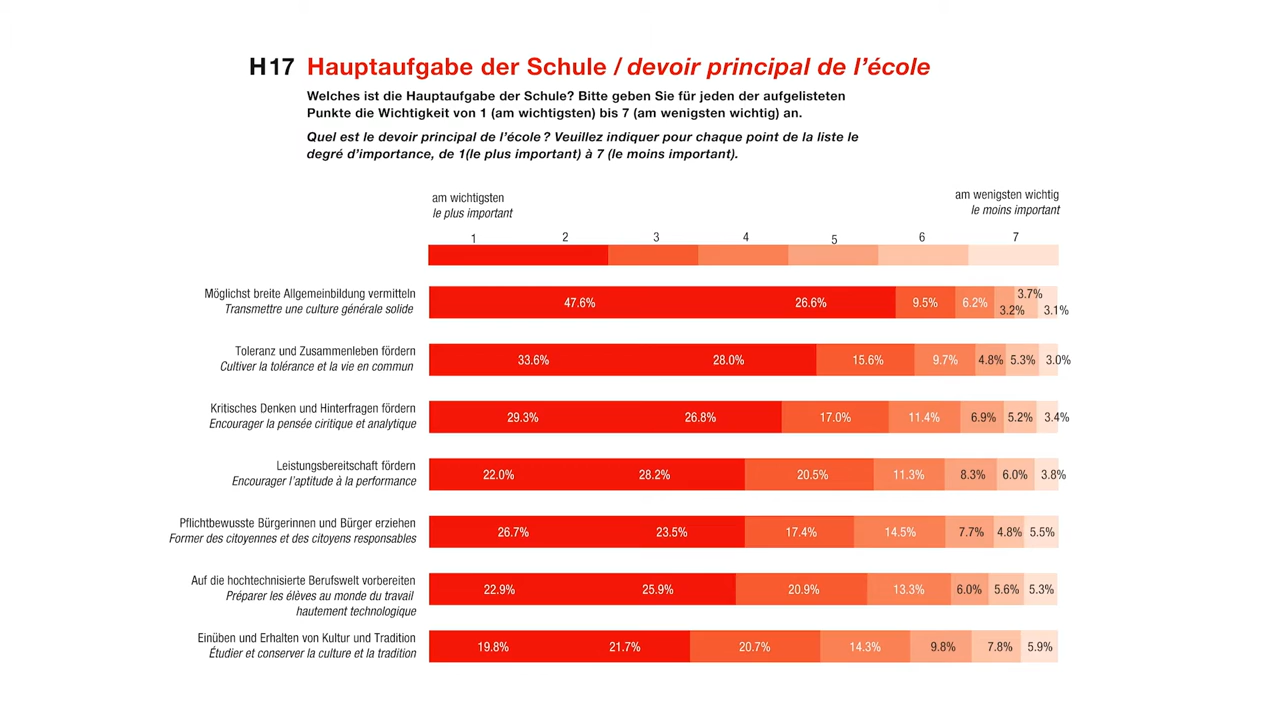 H17 Hauptaufgabe der Schule / devoir principal de l'école
Welches ist die Hauptaufgabe der Schule? Bitte geben Sie für jeden der aufgelisteten
Punkte die Wichtigkeit von 1 (am wichtigsten) bis 7 (am wenigsten wichtig) an.
Quel est le devoir principal de l'école? Veuillez indiquer pour chaque point de la liste le
degré d'importance, de 1(le plus important) à 7 (le moins important).
am wichtigsten
le plus important
am wenigsten wichtig
le moins important
1 2 3 4 5 6 7
Möglichst breite Allgemeinbildung vermitteln
Transmettre une culture générale solide
47.6% 26.6% 9.5% 6.2% 3.2% 3.7% 3.1%
Toleranz und Zusammenleben fördern
Cultiver la tolérance et la vie en commun
33.6% 28.0% 15.6% 9.7% 4.8% 5.3% 3.0%
Kritisches Denken und Hinterfragen fördern
Encourager la pensée ciritique et analytique
29.3% 26.8% 17.0% 11.4% 6.9% 5.2% 3.4%
Leistungsbereitschaft fördern
Encourager l'aptitude à la performance
22.0% 28.2% 20.5% 11.3% 8.3% 6.0% 3.8%
Pflichtbewusste Bürgerinnen und Bürger erziehen
Former des citoyennes et des citoyens responsables
26.7% 23.5% 17.4% 14.5% 7.7% 4.8% 5.5%
Auf die hochtechnisierte Berufswelt vorbereiten
Préparer les élèves au monde du travail
hautement technologique
22.9% 25.9% 20.9% 13.3% 6.0% 5.6% 5.3%
Einüben und Erhalten von Kultur und Tradition
Étudier et conserver la culture et la tradition
19.8% 21.7% 20.7% 14.3% 9.8% 7.8% 5.9%